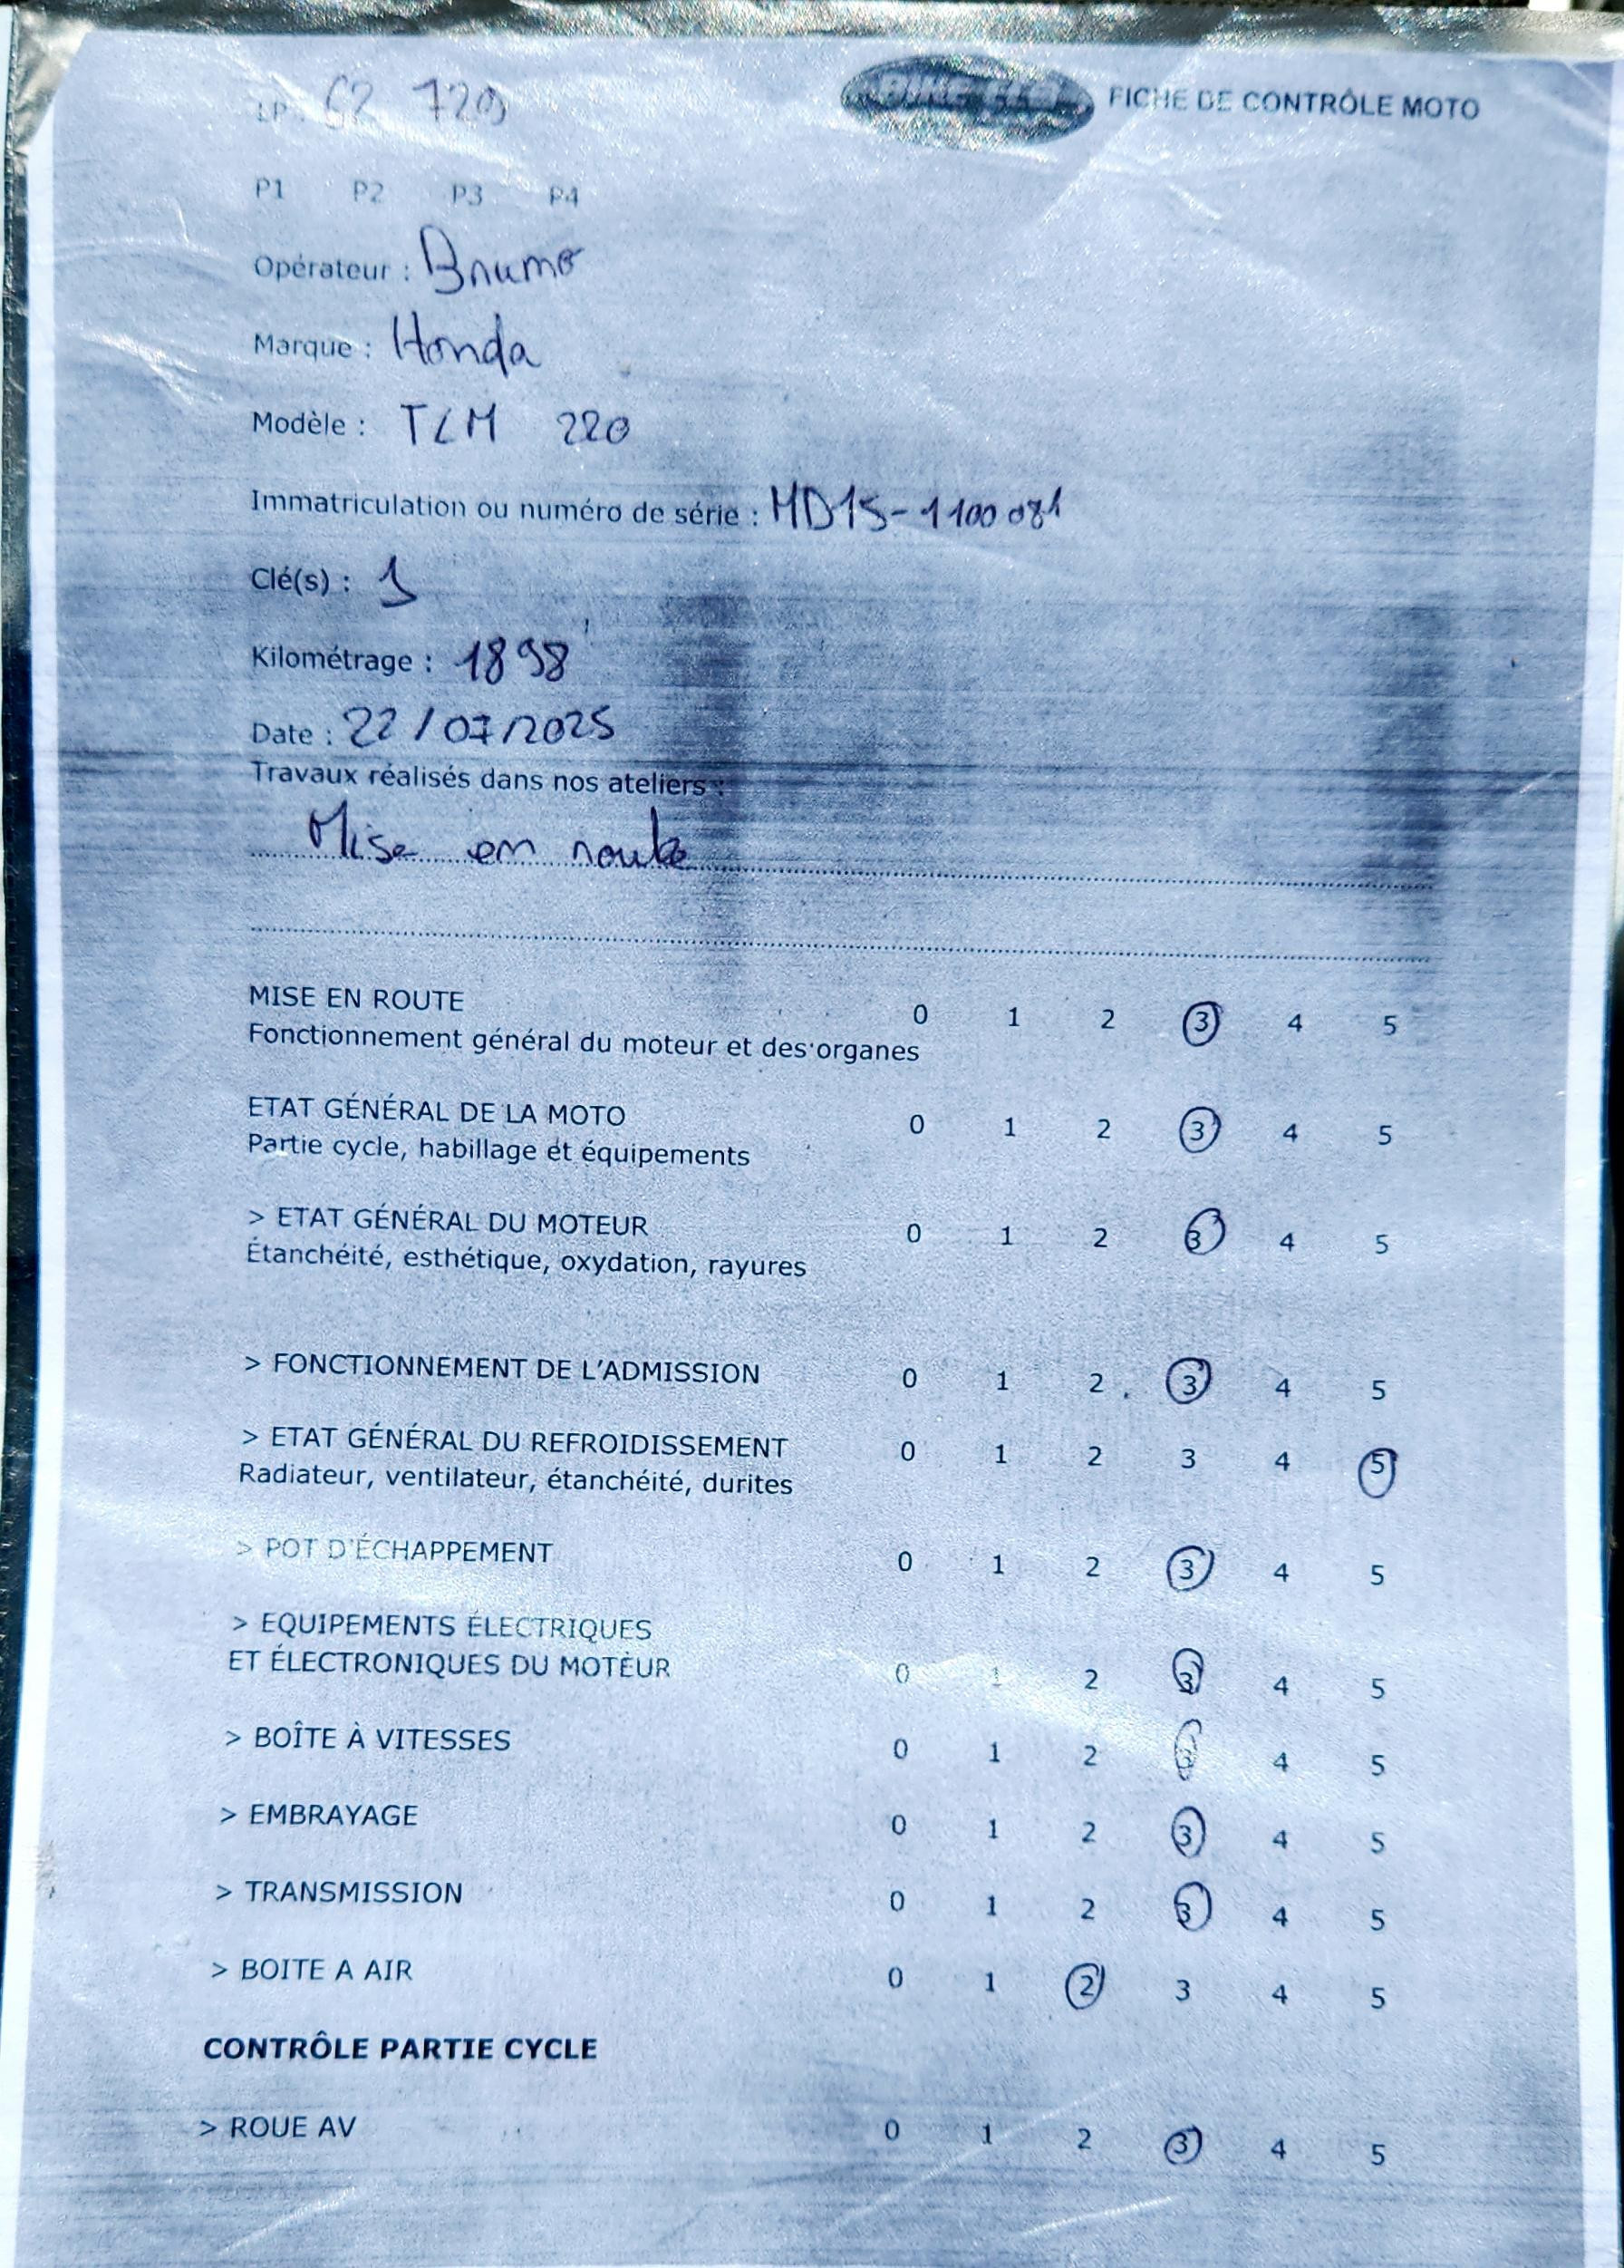 LP : 62 720
FICHE DE CONTRÔLE MOTO
P1 P2 P3 P4
Opérateur : Bruno
Marque : Honda
Modèle : TLM 220
Immatriculation ou numéro de série : MD15-1100081
Clé(s) : 1
Kilométrage : 1898
Date : 22/07/2025
Travaux réalisés dans nos ateliers :
Mise en route
MISE EN ROUTE 0 1 2 3 4 5
Fonctionnement général du moteur et des organes
ETAT GÉNÉRAL DE LA MOTO 0 1 2 3 4 5
Partie cycle, habillage et équipements
> ETAT GÉNÉRAL DU MOTEUR 0 1 2 3 4 5
Étanchéité, esthétique, oxydation, rayures
> FONCTIONNEMENT DE L'ADMISSION 0 1 2 3 4 5
> ETAT GÉNÉRAL DU REFROIDISSEMENT 0 1 2 3 4 5
Radiateur, ventilateur, étanchéité, durites
> POT D'ÉCHAPPEMENT 0 1 2 3 4 5
> EQUIPEMENTS ÉLECTRIQUES
ET ÉLECTRONIQUES DU MOTEUR 0 1 2 3 4 5
> BOÎTE À VITESSES 0 1 2 3 4 5
> EMBRAYAGE 0 1 2 3 4 5
> TRANSMISSION 0 1 2 3 4 5
> BOITE A AIR 0 1 2 3 4 5
CONTRÔLE PARTIE CYCLE
> ROUE AV 0 1 2 3 4 5